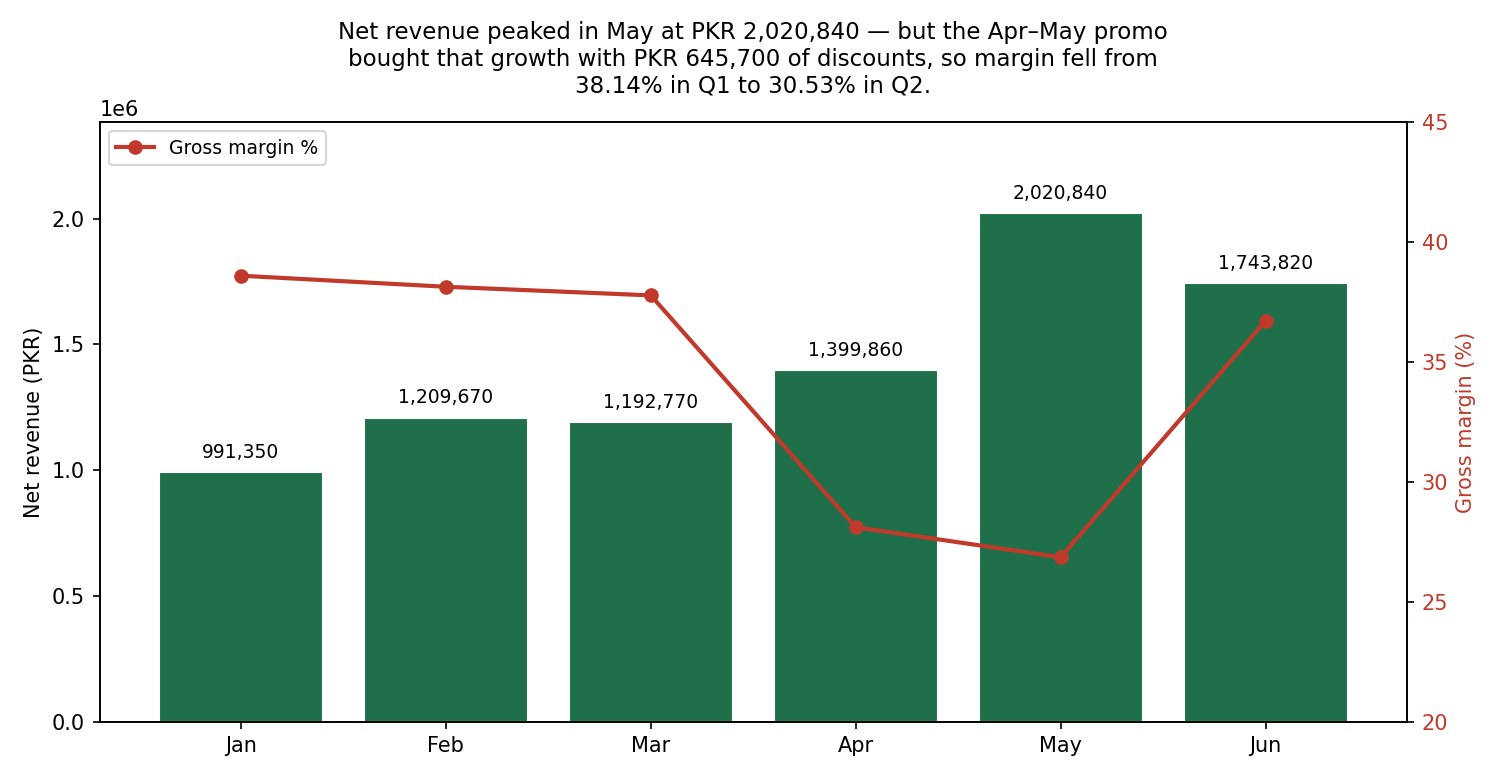 Net revenue peaked in May at PKR 2,020,840 — but the Apr–May promo
bought that growth with PKR 645,700 of discounts, so margin fell from
38.14% in Q1 to 30.53% in Q2.
1e6
Gross margin %
Net revenue (PKR)
2.0
1.5
1.0
0.5
0.0
991,350
1,209,670
1,192,770
1,399,860
2,020,840
1,743,820
45
40
35
30
25
20
Gross margin (%)
Jan
Feb
Mar
Apr
May
Jun